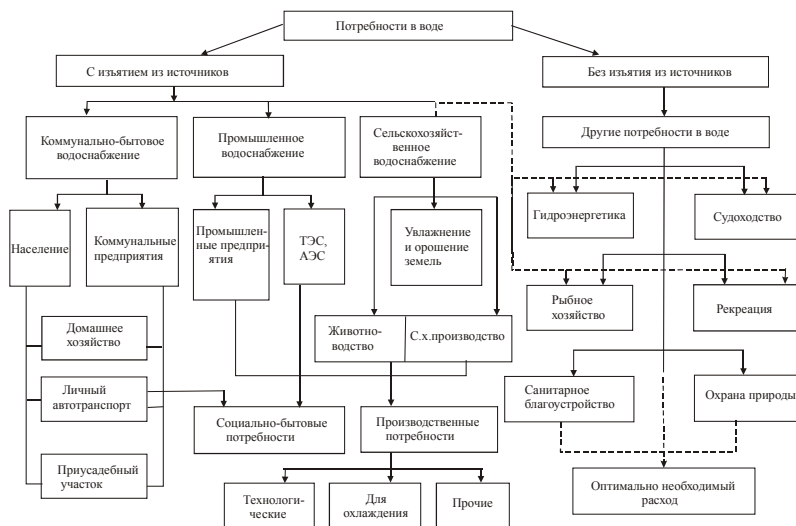 Потребности в воде
С изъятием из источников
Без изъятия из источников
Коммунально-бытовое
водоснабжение
Промышленное
водоснабжение
Сельскохозяйст-
венное
водоснабжение
Другие потребности в воде
Население
Коммунальные
предприятия
Промышлен-
ные предпри-
ятия
ТЭС,
АЭС
Увлажнение
и орошение
земель
Гидроэнергетика
Судоходство
Рыбное
хозяйство
Рекреация
Домашнее
хозяйство
Животно-
водство
С.х.производство
Личный
автотранспорт
Социально-бытовые
потребности
Производственные
потребности
Санитарное
благоустройство
Охрана природы
Приусадебный
участок
Технологи-
ческие
Для
охлаждения
Прочие
Оптимально необходимый
расход